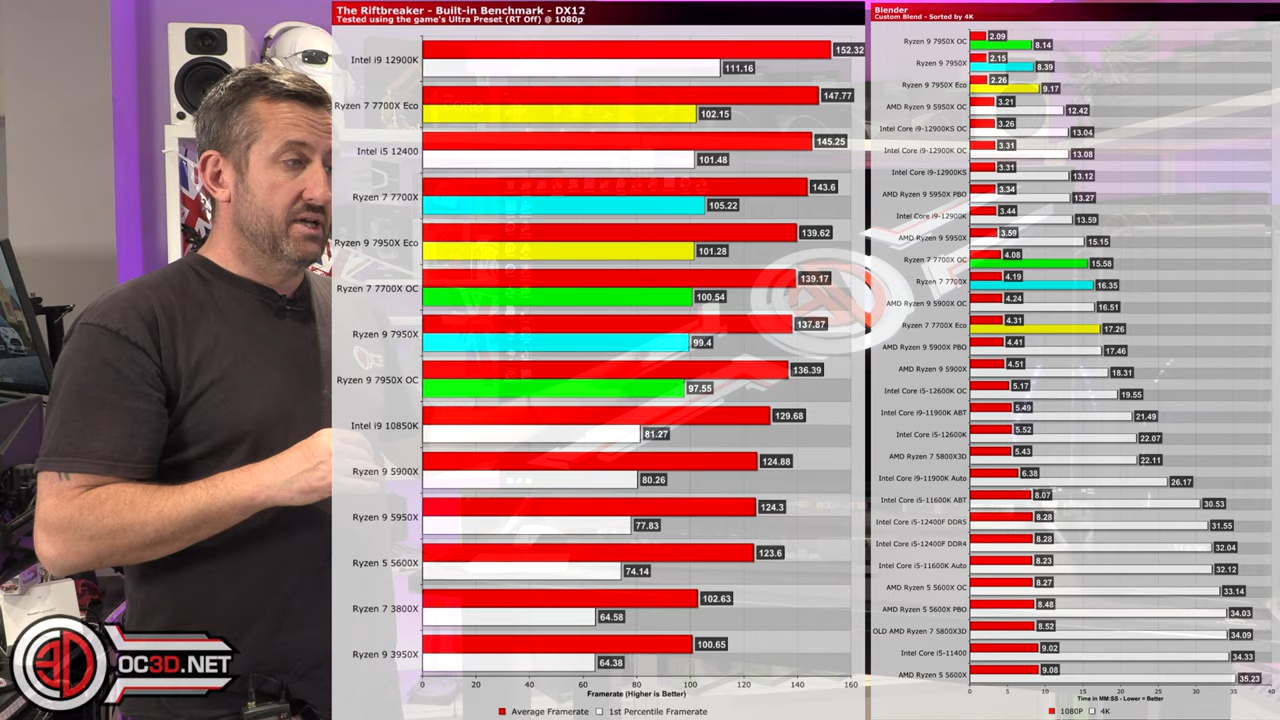 The Riftbreaker - Built-in Benchmark - DX12
Tested using the game's Ultra Preset (RT Off) @ 1080p
Intel i9 12900K
152.32
111.16
Ryzen 7 7700X Eco
147.77
102.15
Intel i5 12400
145.25
101.48
Ryzen 7 7700X
143.6
105.22
Ryzen 9 7950X Eco
139.62
101.28
Ryzen 7 7700X OC
139.17
100.54
Ryzen 9 7950X
137.87
99.4
Ryzen 9 7950X OC
136.39
97.55
Intel i9 10850K
129.68
81.27
Ryzen 9 5900X
124.88
80.26
Ryzen 9 5950X
124.3
77.83
Ryzen 5 5600X
123.6
74.14
Ryzen 7 3800X
102.63
64.58
Ryzen 9 3950X
100.65
64.38
0 20 40 60 80 100 120 140 160
Framerate (Higher is Better)
Average Framerate 1st Percentile Framerate
Blender
Custom Blend - Sorted by 4K
Ryzen 9 7950X OC
2.09
8.14
Ryzen 9 7950X
2.15
8.39
Ryzen 9 7950X Eco
2.26
9.17
AMD Ryzen 9 5950X OC
3.21
12.42
Intel Core i9-12900KS OC
3.26
13.04
Intel Core i9-12900K OC
3.31
13.08
Intel Core i9-12900KS
3.31
13.12
AMD Ryzen 9 5950X PBO
3.34
13.27
Intel Core i9-12900K
3.44
13.59
AMD Ryzen 9 5950X
3.59
15.15
Ryzen 7 7700X OC
4.08
15.58
Ryzen 7 7700X
4.19
16.35
AMD Ryzen 9 5900X OC
4.24
16.51
Ryzen 7 7700X Eco
4.31
17.26
AMD Ryzen 9 5900X PBO
4.41
17.46
AMD Ryzen 9 5900X
4.51
18.31
Intel Core i5-12600K OC
5.17
19.55
Intel Core i9-11900K ABT
5.49
21.49
Intel Core i5-12600K
5.52
22.07
AMD Ryzen 7 5800X3D
5.43
22.11
Intel Core i9-11900K Auto
6.38
26.17
Intel Core i5-11600K ABT
8.07
30.53
Intel Core i5-12400F DDR5
8.28
31.55
Intel Core i5-12400F DDR4
8.28
32.04
Intel Core i5-11600K Auto
8.23
32.12
AMD Ryzen 5 5600X OC
8.27
33.14
AMD Ryzen 5 5600X PBO
8.48
34.03
OLD AMD Ryzen 7 5800X3D
8.52
34.09
Intel Core i5-11400
9.02
34.33
AMD Ryzen 5 5600X
9.08
35.23
0 5 10 15 20 25 30 35 40
Time in MM:SS - Lower = Better
1080P 4K
OC3D.NET